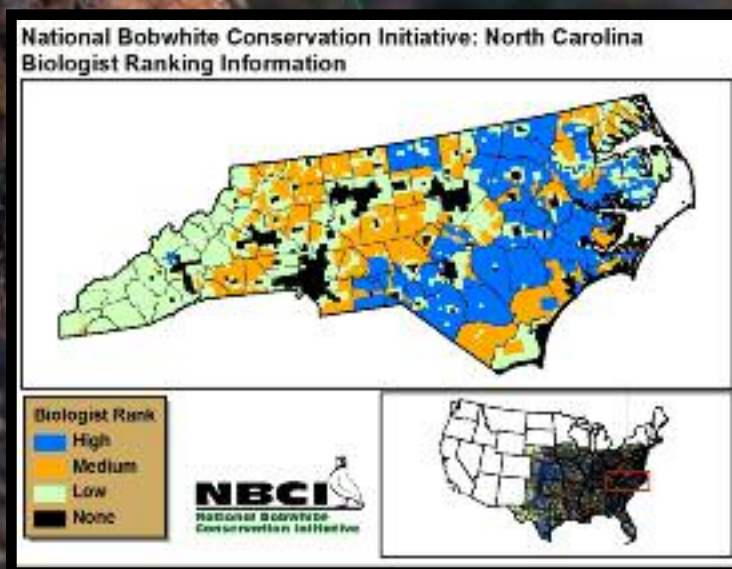 National Bobwhite Conservation Initiative: North Carolina
Biologist Ranking Information
Biologist Rank
High
Medium
Low
None
NBCI
National Bobwhite
Conservation Initiative